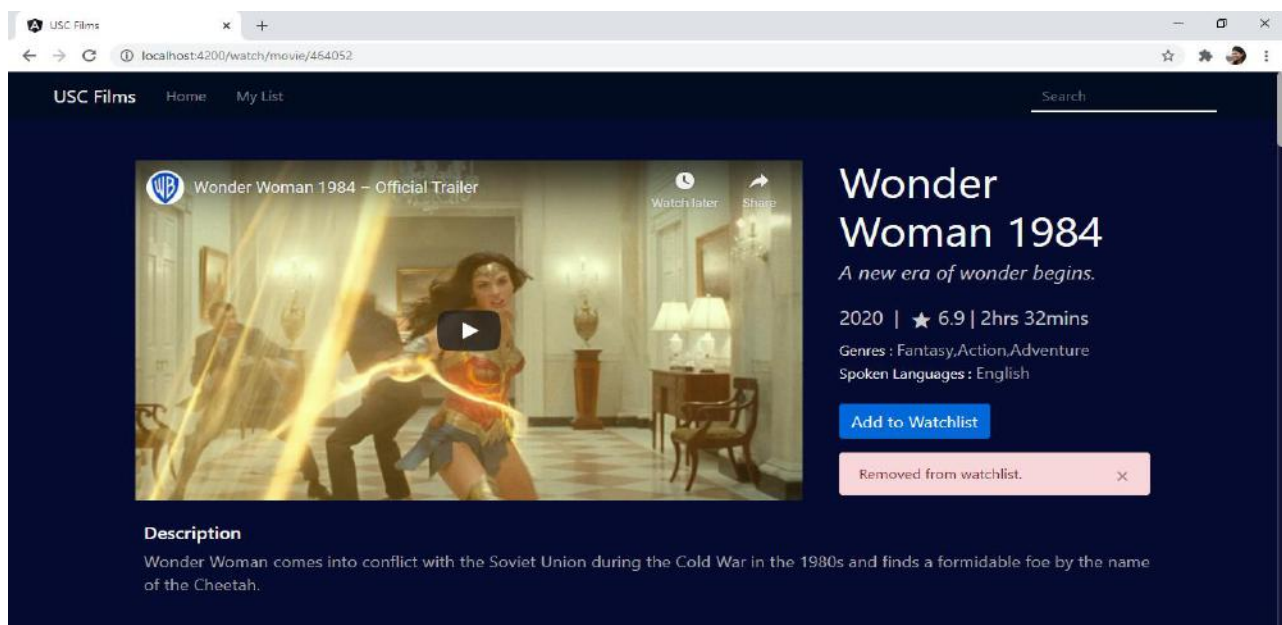 USC Films
localhost:4200/watch/movie/464052
USC Films Home My List Search
WB Wonder Woman 1984 – Official Trailer
Watch later Share
Wonder
Woman 1984
A new era of wonder begins.
2020 | ★ 6.9 | 2hrs 32mins
Genres : Fantasy,Action,Adventure
Spoken Languages : English
Add to Watchlist
Removed from watchlist. ×
Description
Wonder Woman comes into conflict with the Soviet Union during the Cold War in the 1980s and finds a formidable foe by the name
of the Cheetah.